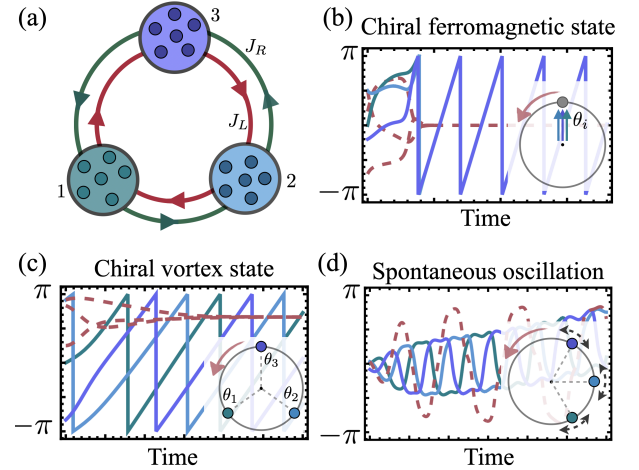 (a)
3
J_R
J_L
1
2
(b) Chiral ferromagnetic state
π
θ_i
−π
Time
(c) Chiral vortex state
π
θ_3
θ_1 θ_2
−π
Time
(d) Spontaneous oscillation
π
−π
Time